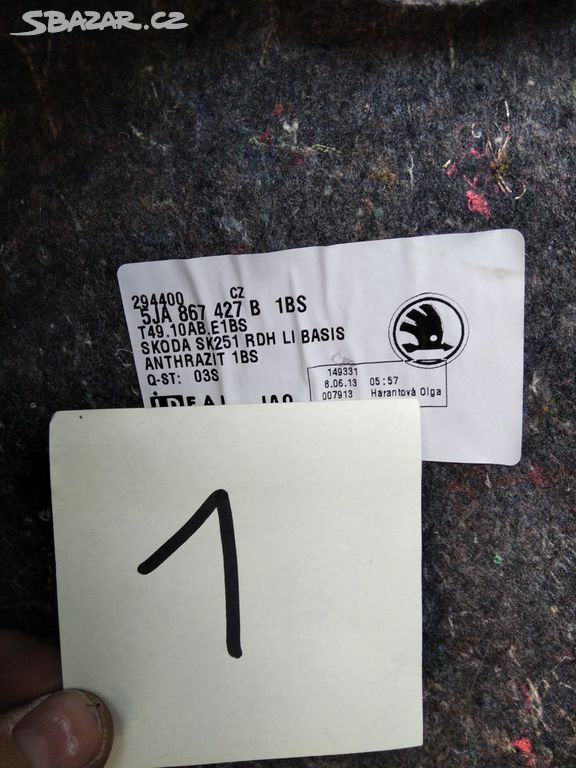 SBAZAR.CZ
294400 CZ
5JA 867 427 B 1BS
T49.10AB.E1BS
SKODA SK251 RDH LI BASIS
ANTHRAZIT 1BS
Q-ST: 03S
149331
8.06.13 05:57
007913 Harantová Olga
1